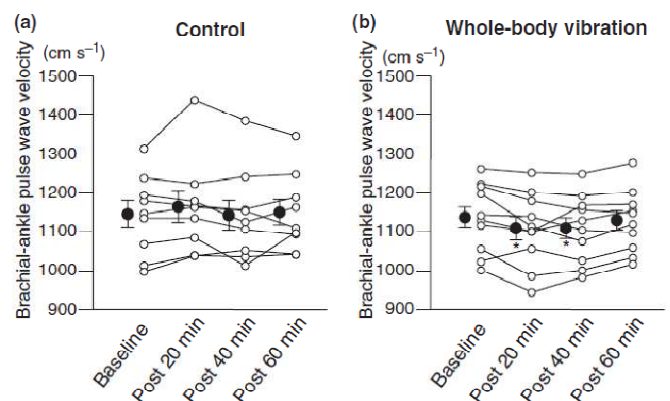 (a)
Control
(cm s⁻¹)
Brachial-ankle pulse wave velocity
1500
1400
1300
1200
1100
1000
900
Baseline
Post 20 min
Post 40 min
Post 60 min
(b)
Whole-body vibration
(cm s⁻¹)
Brachial-ankle pulse wave velocity
1500
1400
1300
1200
1100
1000
900
*
*
Baseline
Post 20 min
Post 40 min
Post 60 min